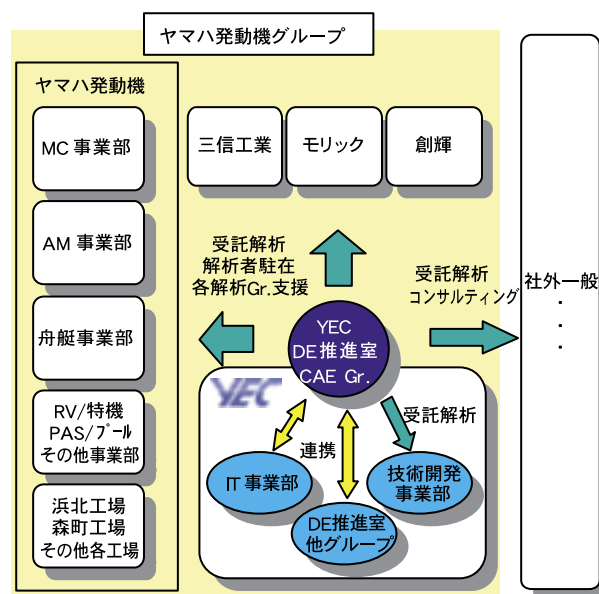 ヤマハ発動機グループ
ヤマハ発動機
MC 事業部
AM 事業部
舟艇事業部
RV/特機
PAS/プール
その他事業部
浜北工場
森町工場
その他各工場
三信工業
モリック
創輝
受託解析
解析者駐在
各解析Gr.支援
受託解析
コンサルティング
社外一般
・
・
・
YEC
DE推進室
CAE Gr.
YEC
連携
受託解析
IT 事業部
DE推進室
他グループ
技術開発
事業部